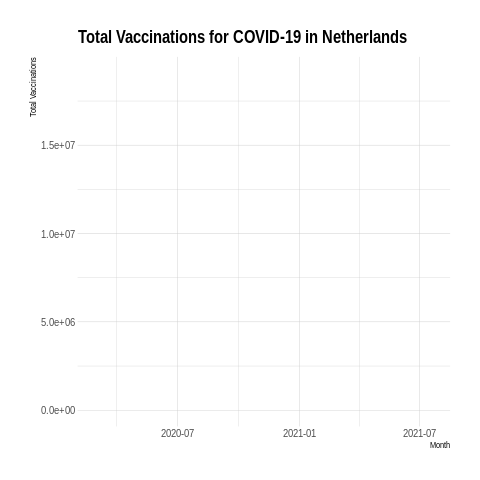 Total Vaccinations for COVID-19 in Netherlands
Total Vaccinations
1.5e+07
1.0e+07
5.0e+06
0.0e+00
2020-07
2021-01
2021-07
Month